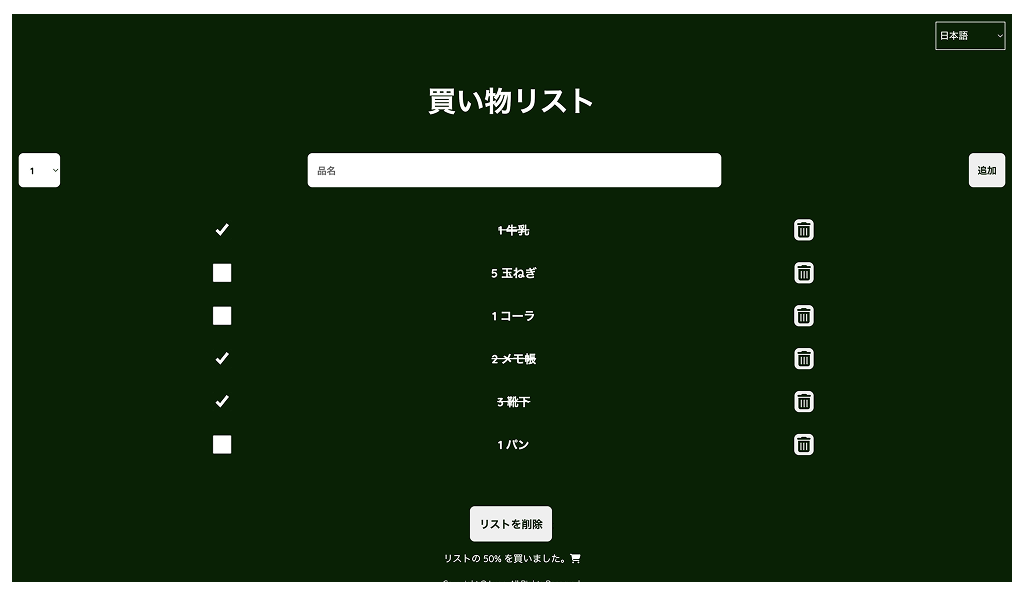 日本語
買い物リスト
1
品名
追加
1 牛乳
5 玉ねぎ
1 コーラ
2 メモ帳
3 靴下
1 パン
リストを削除
リストの 50% を買いました。